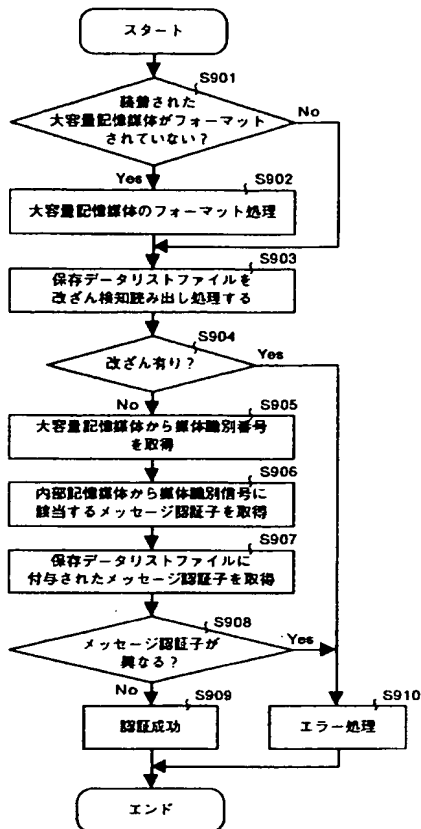 スタート
S901
装着された
大容量記憶媒体がフォーマット
されていない？
No
Yes
S902
大容量記憶媒体のフォーマット処理
S903
保存データリストファイルを
改ざん検知読み出し処理する
S904
改ざん有り？
Yes
No
S905
大容量記憶媒体から媒体識別番号
を取得
S906
内部記憶媒体から媒体識別信号に
該当するメッセージ認証子を取得
S907
保存データリストファイルに
付与されたメッセージ認証子を取得
S908
メッセージ認証子が
異なる？
Yes
No
S909
認証成功
S910
エラー処理
エンド